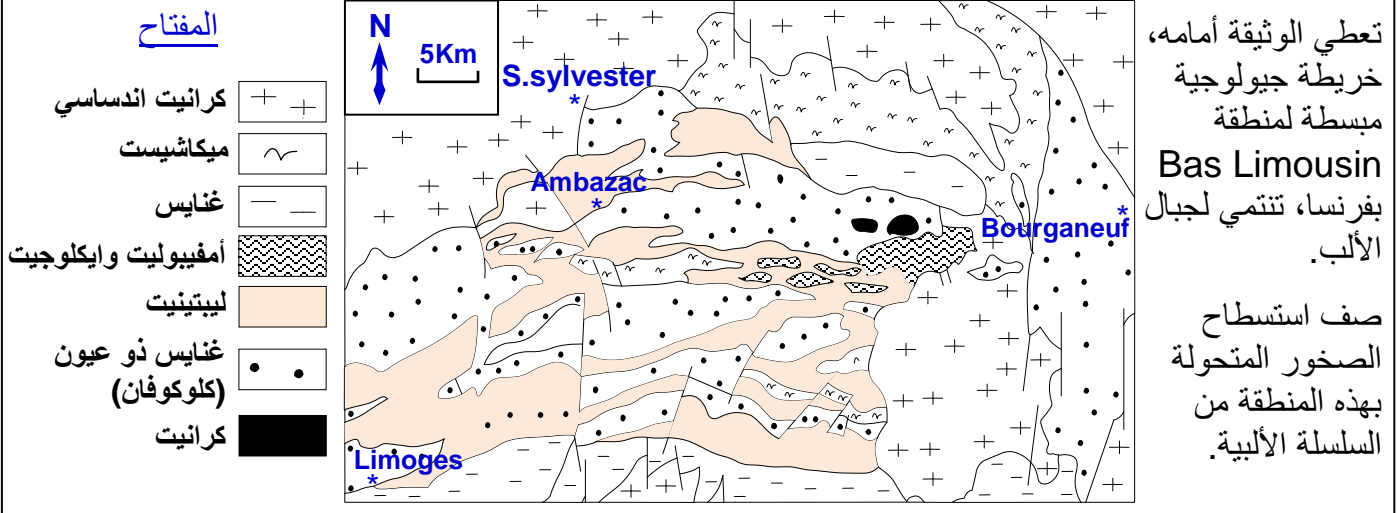 تعطي الوثيقة أمامه،
خريطة جيولوجية
مبسطة لمنطقة
Bas Limousin
بفرنسا، تنتمي لجبال
الألب.
صف استسطاح
الصخور المتحولة
بهذه المنطقة من
السلسلة الألبية.
N
5Km
S.sylvester
Ambazac
Bourganeuf
Limoges
المفتاح
كرانيت اندساسي
ميكاشيست
غنايس
أمفيبوليت وايكلوجيت
ليبتينيت
غنايس ذو عيون
(كلوكوفان)
كرانيت